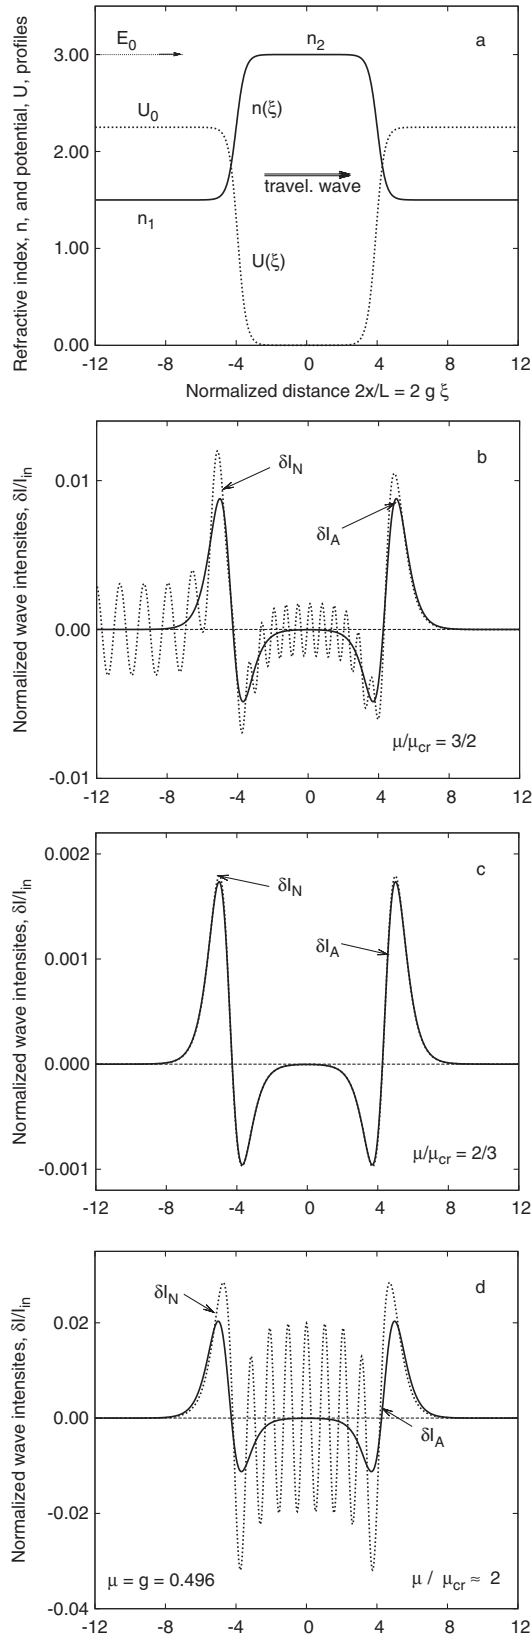 Refractive index, n, and potential, U, profiles
3.00
2.00
1.00
0.00
E0
n2
a
U0
n(ξ)
travel. wave
n1
U(ξ)
-12 -8 -4 0 4 8 12
Normalized distance 2x/L = 2 g ξ
Normalized wave intensites, δI/Iin
0.01
0.00
-0.01
b
δIN
δIA
μ/μcr = 3/2
-12 -8 -4 0 4 8 12
Normalized wave intensites, δI/Iin
0.002
0.001
0.000
-0.001
c
δIN
δIA
μ/μcr = 2/3
-12 -8 -4 0 4 8 12
Normalized wave intensites, δI/Iin
0.02
0.00
-0.02
-0.04
d
δIN
δIA
μ = g = 0.496
μ / μcr ≈ 2
-12 -8 -4 0 4 8 12